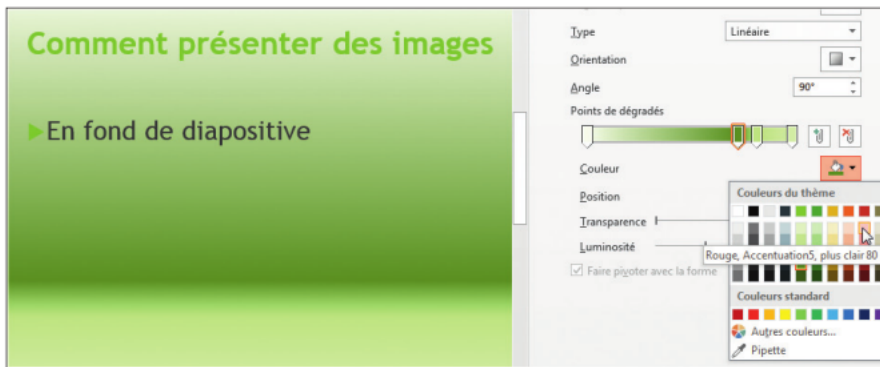 Comment présenter des images
En fond de diapositive
Type Linéaire
Orientation
Angle 90°
Points de dégradés
Couleur
Position
Transparence
Luminosité
Faire pivoter avec la forme
Couleurs du thème
Rouge, Accentuation5, plus clair 80
Couleurs standard
Autres couleurs...
Pipette